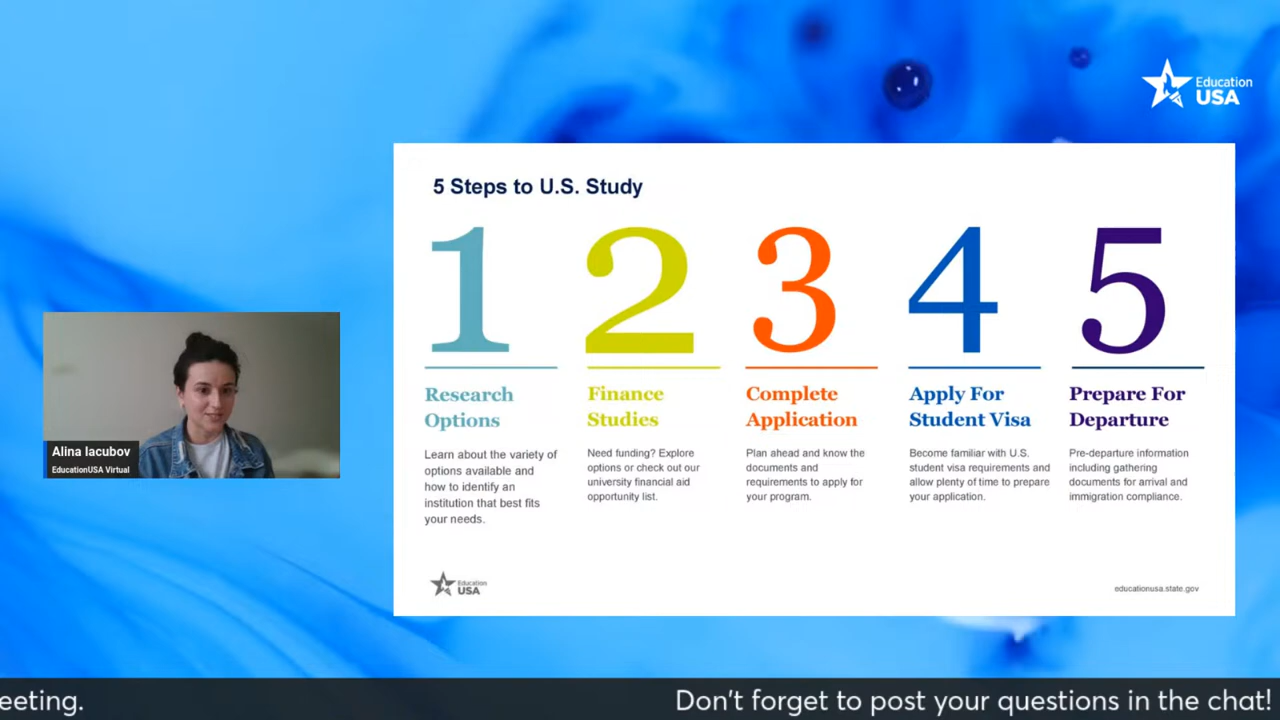 Education
USA
5 Steps to U.S. Study
1
Research
Options
Learn about the variety of
options available and
how to identify an
institution that best fits
your needs.
2
Finance
Studies
Need funding? Explore
options or check out our
university financial aid
opportunity list.
3
Complete
Application
Plan ahead and know the
documents and
requirements to apply for
your program.
4
Apply For
Student Visa
Become familiar with U.S.
student visa requirements and
allow plenty of time to prepare
your application.
5
Prepare For
Departure
Pre-departure information
including gathering
documents for arrival and
immigration compliance.
Education
USA
educationusa.state.gov
Alina Iacubov
EducationUSA Virtual
eeting.
Don't forget to post your questions in the chat!